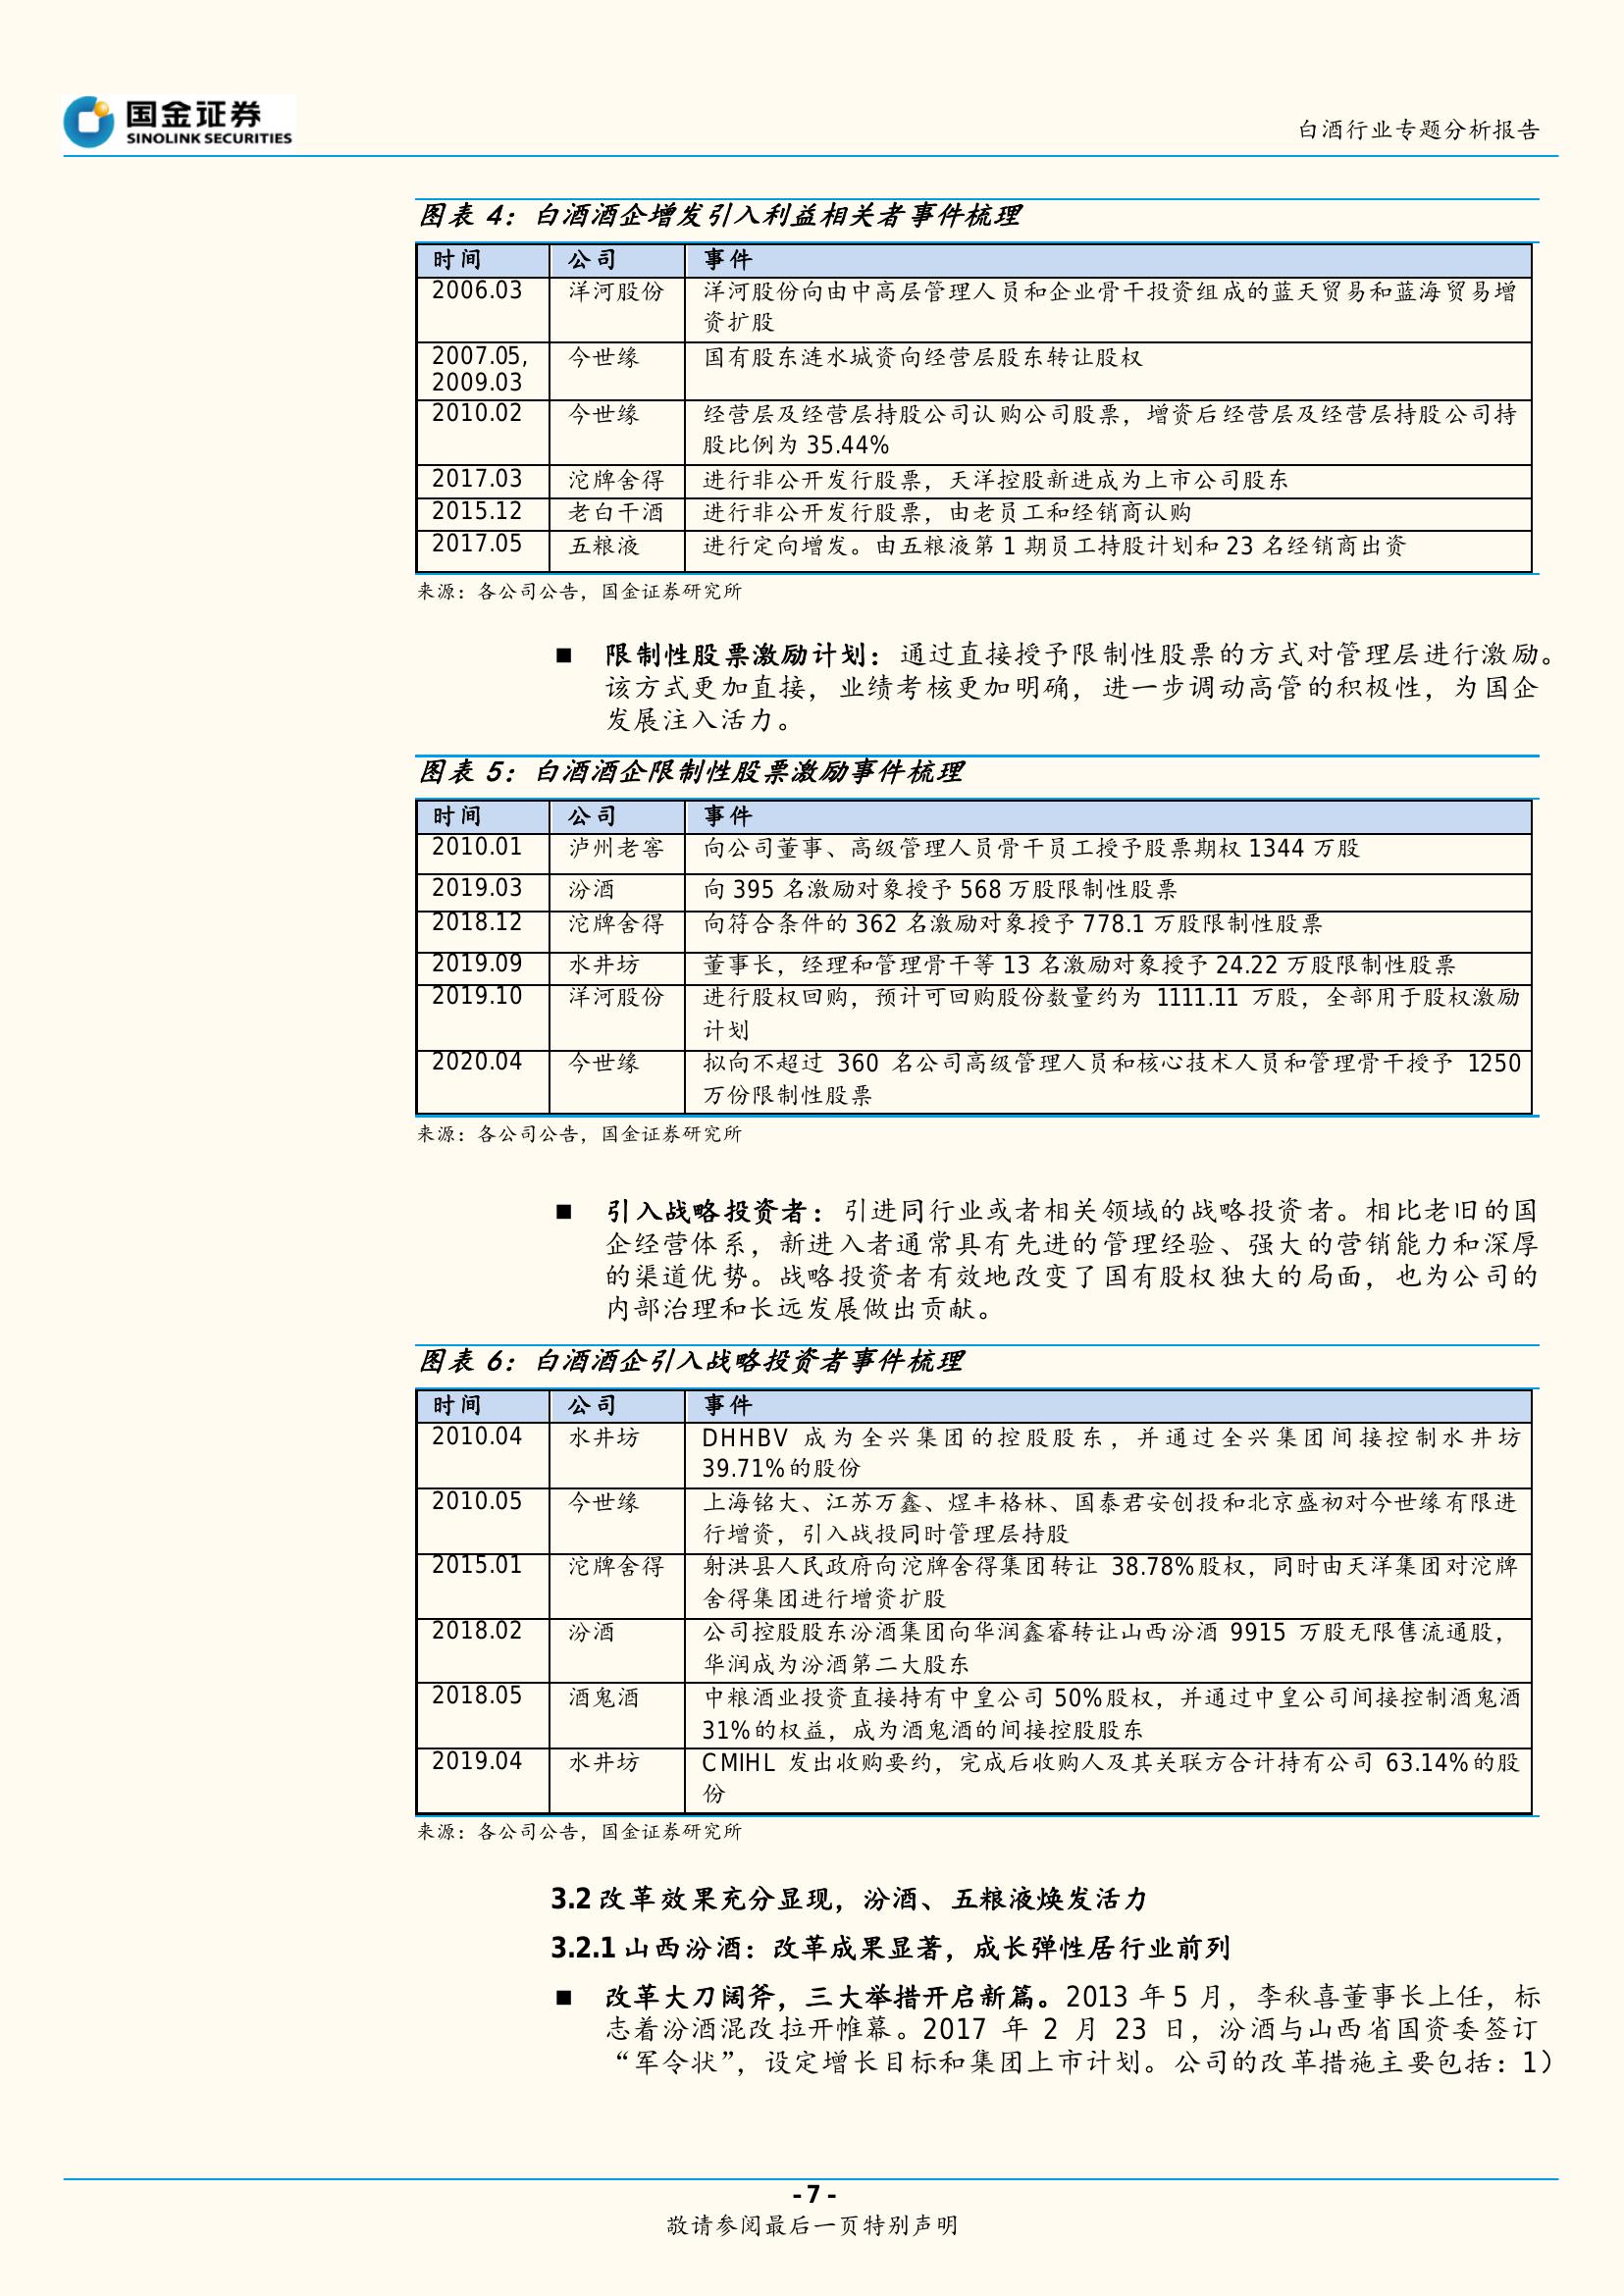 国金证券
SINOLINK SECURITIES
白酒行业专题分析报告
图表 4：白酒酒企增发引入利益相关者事件梳理
时间 公司 事件
2006.03 洋河股份 洋河股份向由中高层管理人员和企业骨干投资组成的蓝天贸易和蓝海贸易增
资扩股
2007.05, 今世缘 国有股东涟水城资向经营层股东转让股权
2009.03
2010.02 今世缘 经营层及经营层持股公司认购公司股票，增资后经营层及经营层持股公司持
股比例为 35.44%
2017.03 沱牌舍得 进行非公开发行股票，天洋控股新进成为上市公司股东
2015.12 老白干酒 进行非公开发行股票，由老员工和经销商认购
2017.05 五粮液 进行定向增发。由五粮液第 1 期员工持股计划和 23 名经销商出资
来源：各公司公告，国金证券研究所
■ 限制性股票激励计划：通过直接授予限制性股票的方式对管理层进行激励。
该方式更加直接，业绩考核更加明确，进一步调动高管的积极性，为国企
发展注入活力。
图表 5：白酒酒企限制性股票激励事件梳理
时间 公司 事件
2010.01 泸州老窖 向公司董事、高级管理人员骨干员工授予股票期权 1344 万股
2019.03 汾酒 向 395 名激励对象授予 568 万股限制性股票
2018.12 沱牌舍得 向符合条件的 362 名激励对象授予 778.1 万股限制性股票
2019.09 水井坊 董事长，经理和管理骨干等 13 名激励对象授予 24.22 万股限制性股票
2019.10 洋河股份 进行股权回购，预计可回购股份数量约为 1111.11 万股，全部用于股权激励
计划
2020.04 今世缘 拟向不超过 360 名公司高级管理人员和核心技术人员和管理骨干授予 1250
万份限制性股票
来源：各公司公告，国金证券研究所
■ 引入战略投资者：引进同行业或者相关领域的战略投资者。相比老旧的国
企经营体系，新进入者通常具有先进的管理经验、强大的营销能力和深厚
的渠道优势。战略投资者有效地改变了国有股权独大的局面，也为公司的
内部治理和长远发展做出贡献。
图表 6：白酒酒企引入战略投资者事件梳理
时间 公司 事件
2010.04 水井坊 DHHBV 成为全兴集团的控股股东，并通过全兴集团间接控制水井坊
39.71%的股份
2010.05 今世缘 上海铭大、江苏万鑫、煜丰格林、国泰君安创投和北京盛初对今世缘有限进
行增资，引入战投同时管理层持股
2015.01 沱牌舍得 射洪县人民政府向沱牌舍得集团转让 38.78%股权，同时由天洋集团对沱牌
舍得集团进行增资扩股
2018.02 汾酒 公司控股股东汾酒集团向华润鑫睿转让山西汾酒 9915 万股无限售流通股，
华润成为汾酒第二大股东
2018.05 酒鬼酒 中粮酒业投资直接持有中皇公司 50%股权，并通过中皇公司间接控制酒鬼酒
31%的权益，成为酒鬼酒的间接控股股东
2019.04 水井坊 CMIHL 发出收购要约，完成后收购人及其关联方合计持有公司 63.14%的股
份
来源：各公司公告，国金证券研究所
3.2 改革效果充分显现，汾酒、五粮液焕发活力
3.2.1 山西汾酒：改革成果显著，成长弹性居行业前列
■ 改革大刀阔斧，三大举措开启新篇。2013 年 5 月，李秋喜董事长上任，标
志着汾酒混改拉开帷幕。2017 年 2 月 23 日，汾酒与山西省国资委签订
“军令状”，设定增长目标和集团上市计划。公司的改革措施主要包括：1）
- 7 -
敬请参阅最后一页特别声明